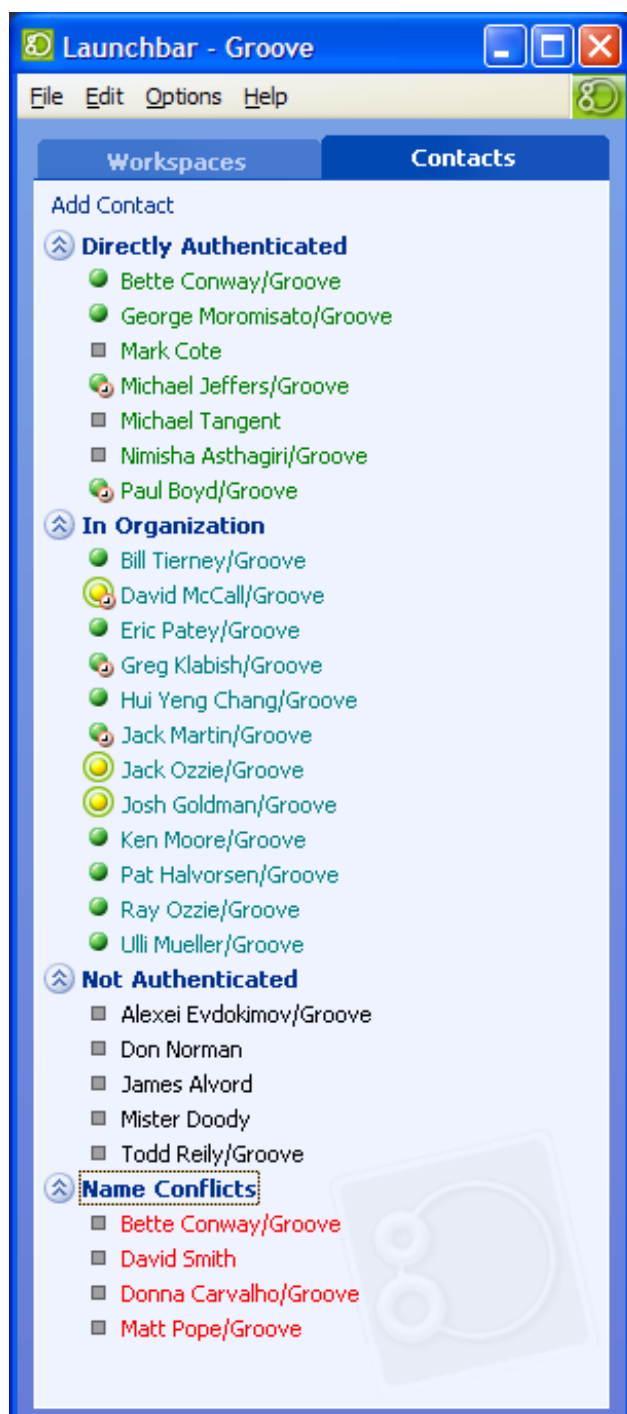 Launchbar - Groove
File Edit Options Help
Workspaces Contacts
Add Contact
Directly Authenticated
Bette Conway/Groove
George Moromisato/Groove
Mark Cote
Michael Jeffers/Groove
Michael Tangent
Nimisha Asthagiri/Groove
Paul Boyd/Groove
In Organization
Bill Tierney/Groove
David McCall/Groove
Eric Patey/Groove
Greg Klabish/Groove
Hui Yeng Chang/Groove
Jack Martin/Groove
Jack Ozzie/Groove
Josh Goldman/Groove
Ken Moore/Groove
Pat Halvorsen/Groove
Ray Ozzie/Groove
Ulli Mueller/Groove
Not Authenticated
Alexei Evdokimov/Groove
Don Norman
James Alvord
Mister Doody
Todd Reily/Groove
Name Conflicts
Bette Conway/Groove
David Smith
Donna Carvalho/Groove
Matt Pope/Groove